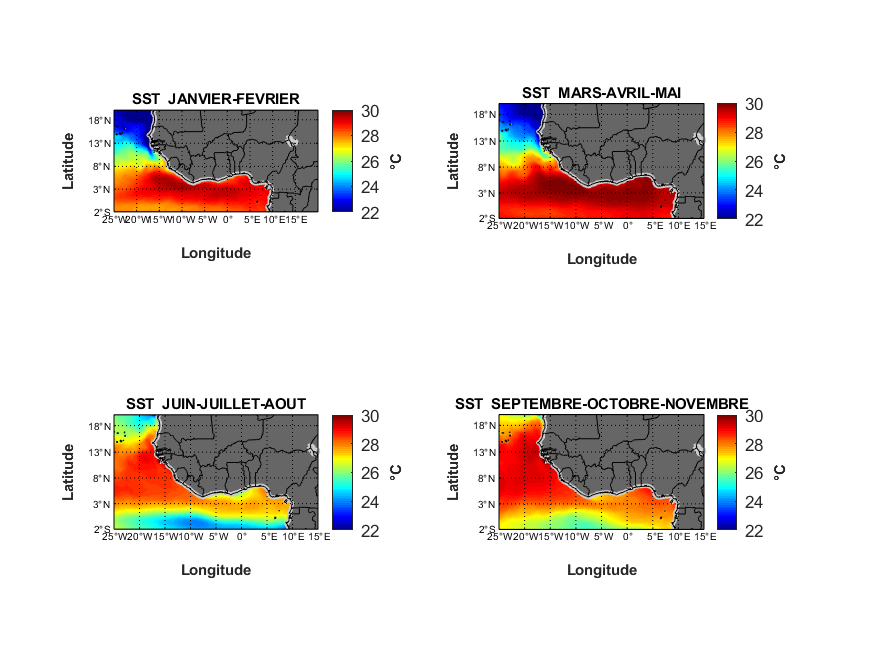 SST JANVIER-FEVRIER
18°N
13°N
8°N
3°N
2°S
25°W20°W15°W10°W5°W 0° 5°E10°E15°E
Latitude
Longitude
30
28
26
24
22
°C
SST MARS-AVRIL-MAI
18°N
13°N
8°N
3°N
2°S
25°W20°W15°W10°W 5°W 0° 5°E 10°E 15°E
Latitude
Longitude
30
28
26
24
22
°C
SST JUIN-JUILLET-AOUT
18°N
13°N
8°N
3°N
2°S
25°W20°W15°W10°W 5°W 0° 5°E 10°E 15°E
Latitude
Longitude
30
28
26
24
22
°C
SST SEPTEMBRE-OCTOBRE-NOVEMBRE
18°N
13°N
8°N
3°N
2°S
25°W20°W15°W10°W 5°W 0° 5°E 10°E 15°E
Latitude
Longitude
30
28
26
24
22
°C